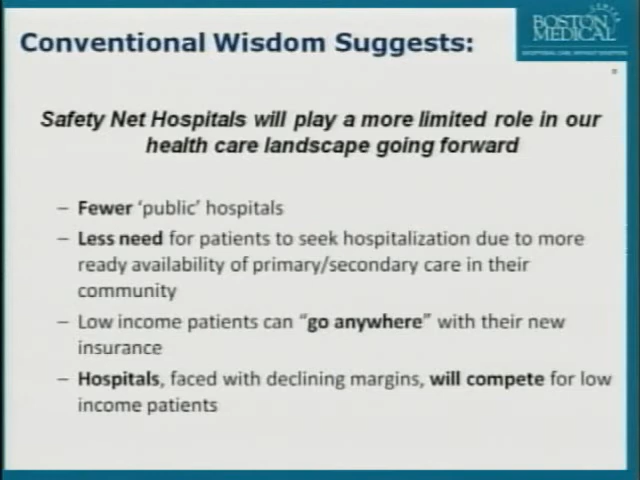 BOSTON
MEDICAL
CENTER
Conventional Wisdom Suggests:
Safety Net Hospitals will play a more limited role in our
health care landscape going forward
– Fewer ‘public’ hospitals
– Less need for patients to seek hospitalization due to more
ready availability of primary/secondary care in their
community
– Low income patients can “go anywhere” with their new
insurance
– Hospitals, faced with declining margins, will compete for low
income patients